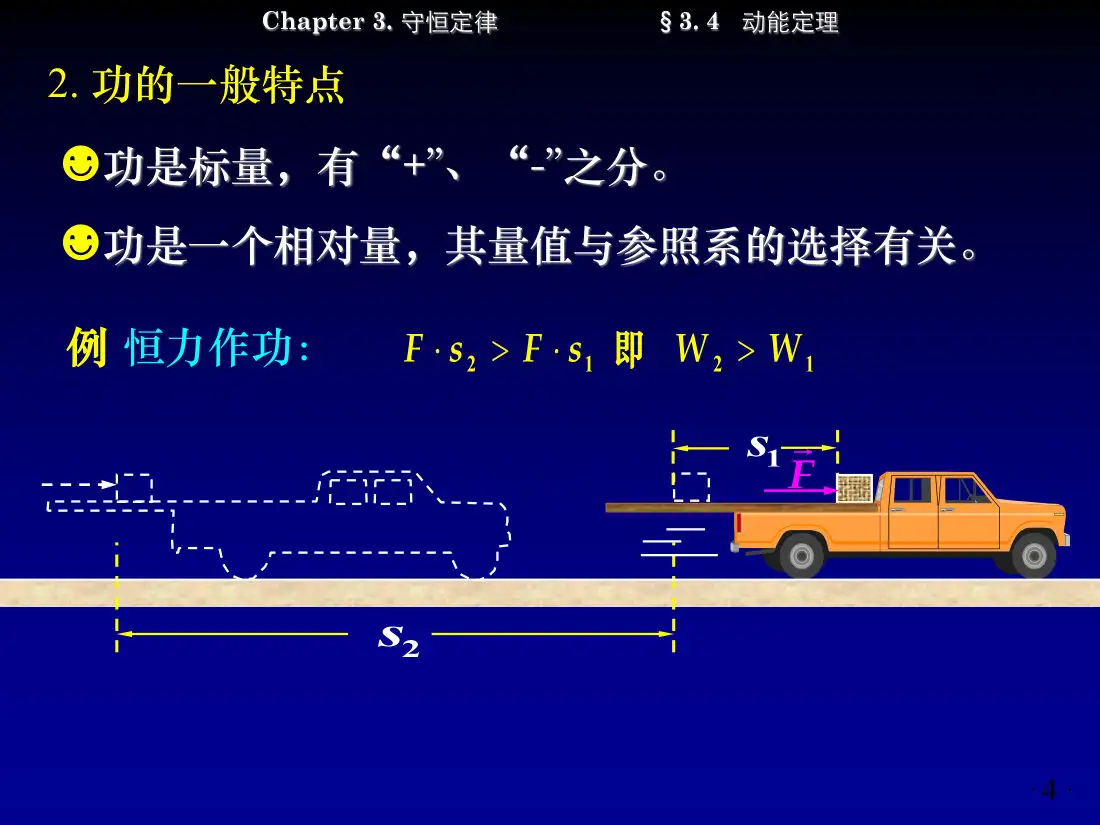 Chapter 3. 守恒定律 §3. 4 动能定理
2. 功的一般特点
功是标量，有“+”、“-”之分。
功是一个相对量，其量值与参照系的选择有关。
例 恒力作功： F · s₂ > F · s₁ 即 W₂ > W₁
s₁
F⃗
s₂
· 4 ·